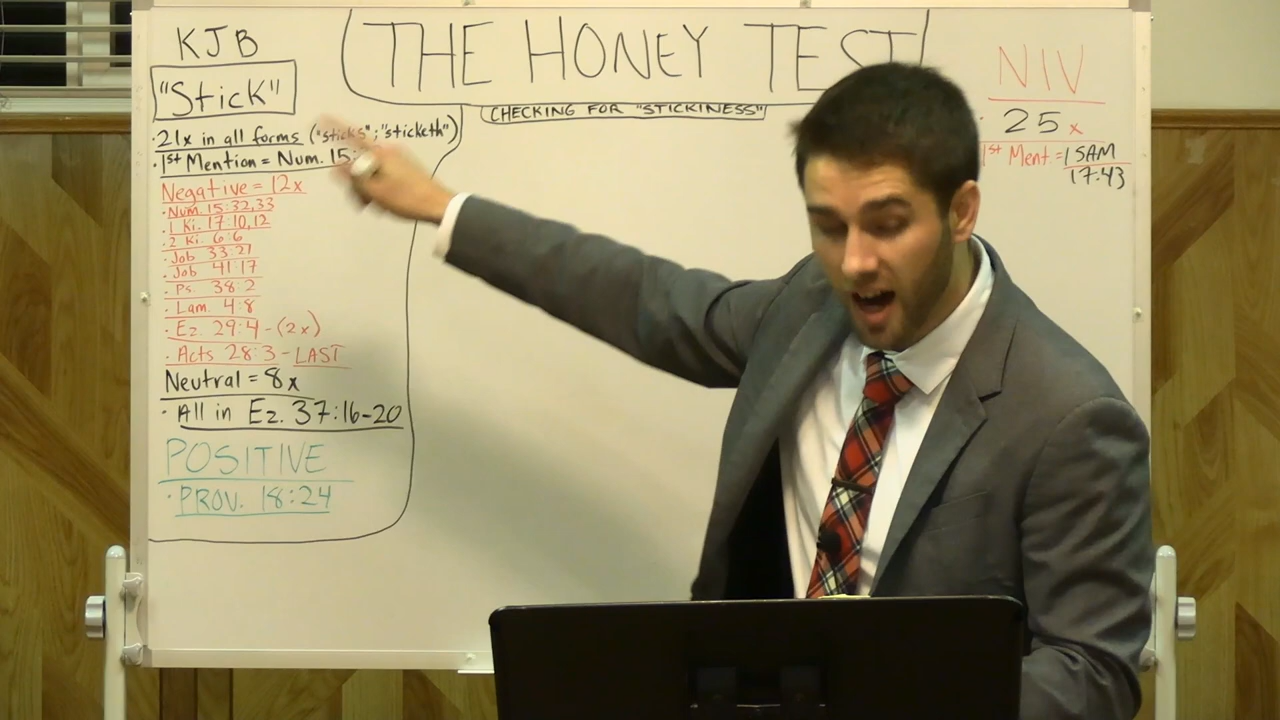 KJB
"Stick"
· 21x in all forms ("sticks"; "sticketh")
· 1st Mention = Num. 15:
Negative = 12x
· Num. 15:32,33
· 1 Ki. 17:10,12
· 2 Ki. 6:6
· Job 33:21
· Job 41:17
· Ps. 38:2
· Lam. 4:8
· Ez. 29:4 - (2x)
· Acts 28:3 - LAST
Neutral = 8x
· All in Ez. 37:16-20
POSITIVE
· PROV. 18:24
THE HONEY TEST
CHECKING FOR "STICKINESS"
NIV
· 25x
1st Ment. = 1 SAM
17:43